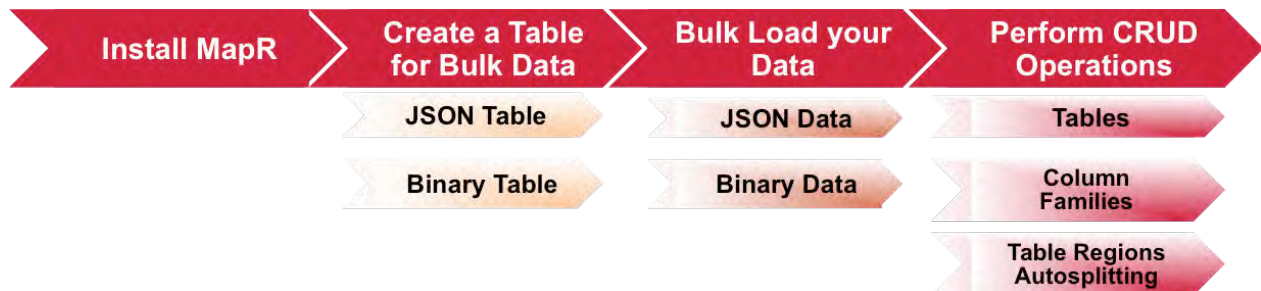 Install MapR
Create a Table
for Bulk Data
Bulk Load your
Data
Perform CRUD
Operations
JSON Table
JSON Data
Tables
Binary Table
Binary Data
Column
Families
Table Regions
Autosplitting